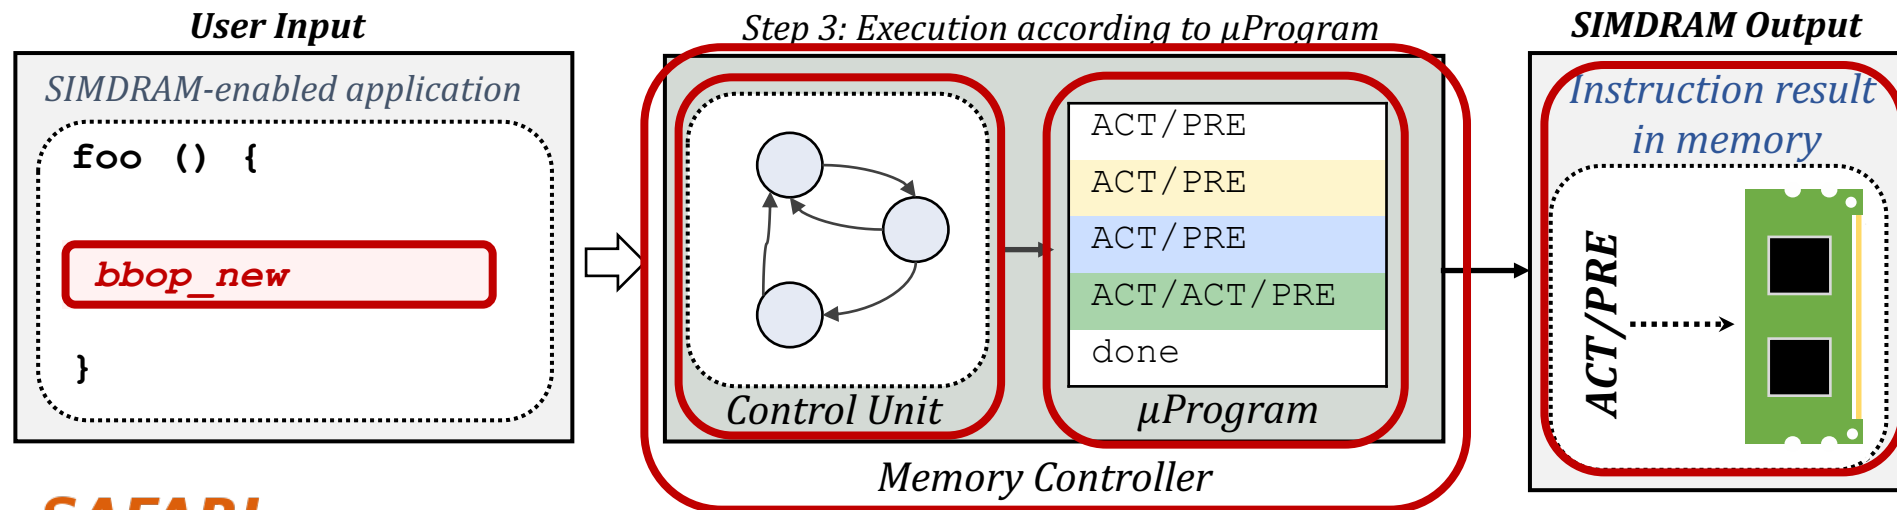 User Input
SIMDRAM-enabled application
foo () {
bbop_new
}
Step 3: Execution according to μProgram
Control Unit
ACT/PRE
ACT/PRE
ACT/PRE
ACT/ACT/PRE
done
μProgram
Memory Controller
SIMDRAM Output
Instruction result
in memory
ACT/PRE
SAFARI